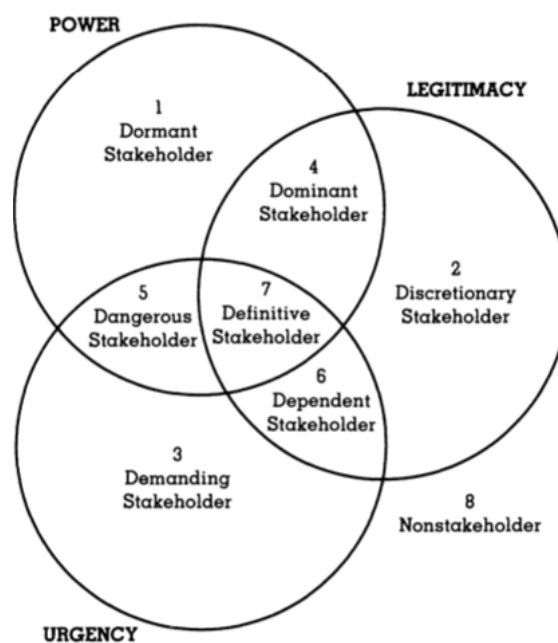 POWER
LEGITIMACY
1
Dormant
Stakeholder
4
Dominant
Stakeholder
2
Discretionary
Stakeholder
5
Dangerous
Stakeholder
7
Definitive
Stakeholder
6
Dependent
Stakeholder
3
Demanding
Stakeholder
8
Nonstakeholder
URGENCY